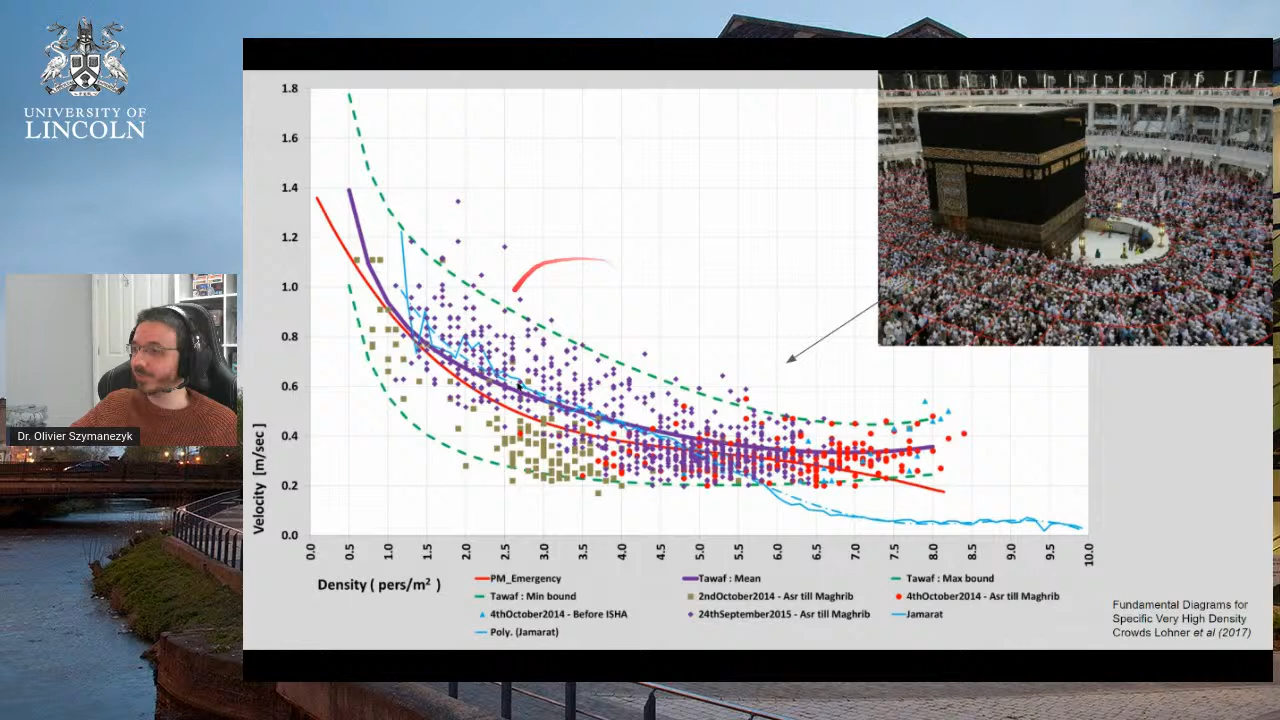 UNIVERSITY OF
LINCOLN
1.8
1.6
1.4
1.2
1.0
0.8
0.6
0.4
0.2
0.0
Velocity [m/sec ]
0.0 0.5 1.0 1.5 2.0 2.5 3.0 3.5 4.0 4.5 5.0 5.5 6.0 6.5 7.0 7.5 8.0 8.5 9.0 9.5 10.0
Density ( pers/m² )
PM_Emergency Tawaf : Mean Tawaf : Max bound
Tawaf : Min bound 2ndOctober2014 - Asr till Maghrib 4thOctober2014 - Asr till Maghrib
4thOctober2014 - Before ISHA 24thSeptember2015 - Asr till Maghrib Jamarat
Poly. (Jamarat)
Fundamental Diagrams for
Specific Very High Density
Crowds Lohner et al (2017)
Dr. Olivier Szymanezyk